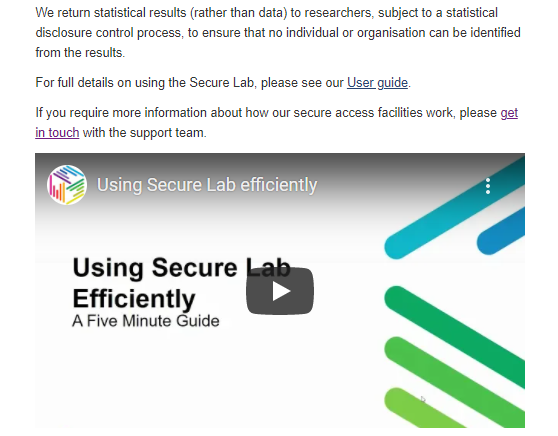 We return statistical results (rather than data) to researchers, subject to a statistical
disclosure control process, to ensure that no individual or organisation can be identified
from the results.
For full details on using the Secure Lab, please see our User guide.
If you require more information about how our secure access facilities work, please get
in touch with the support team.
Using Secure Lab efficiently
Using Secure Lab
Efficiently
A Five Minute Guide